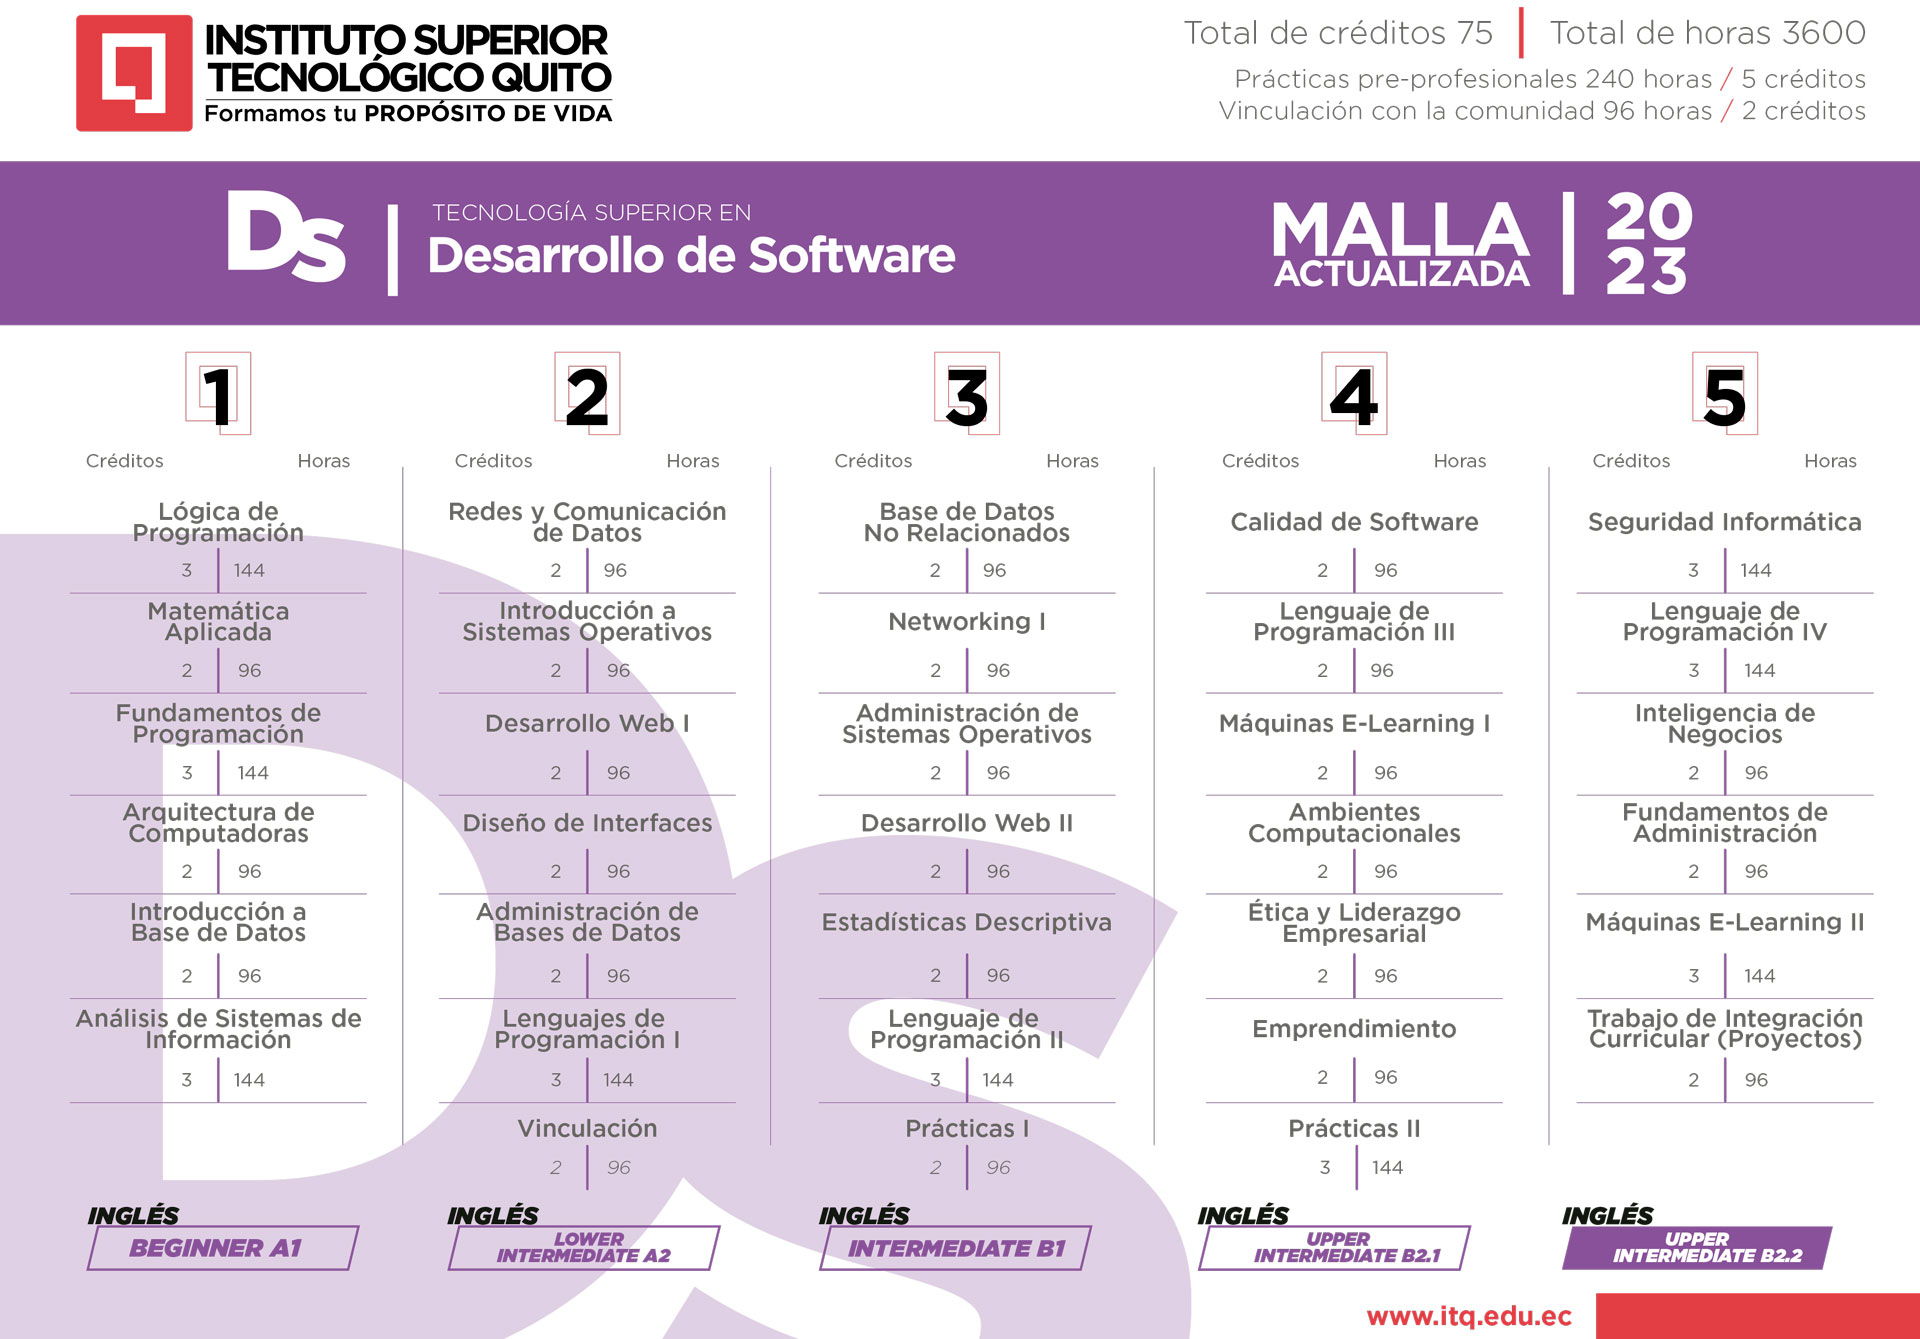 INSTITUTO SUPERIOR
TECNOLÓGICO QUITO
Formamos tu PROPÓSITO DE VIDA
Total de créditos 75 | Total de horas 3600
Prácticas pre-profesionales 240 horas / 5 créditos
Vinculación con la comunidad 96 horas / 2 créditos
Ds
TECNOLOGÍA SUPERIOR EN
Desarrollo de Software
MALLA
ACTUALIZADA
20
23
1
Créditos Horas
Lógica de
Programación
3 144
Matemática
Aplicada
2 96
Fundamentos de
Programación
3 144
Arquitectura de
Computadoras
2 96
Introducción a
Base de Datos
2 96
Análisis de Sistemas de
Información
3 144
INGLÉS
BEGINNER A1
2
Créditos Horas
Redes y Comunicación
de Datos
2 96
Introducción a
Sistemas Operativos
2 96
Desarrollo Web I
2 96
Diseño de Interfaces
2 96
Administración de
Bases de Datos
2 96
Lenguajes de
Programación I
3 144
Vinculación
2 96
INGLÉS
LOWER
INTERMEDIATE A2
3
Créditos Horas
Base de Datos
No Relacionados
2 96
Networking I
2 96
Administración de
Sistemas Operativos
2 96
Desarrollo Web II
2 96
Estadísticas Descriptiva
2 96
Lenguaje de
Programación II
3 144
Prácticas I
2 96
INGLÉS
INTERMEDIATE B1
4
Créditos Horas
Calidad de Software
2 96
Lenguaje de
Programación III
2 96
Máquinas E-Learning I
2 96
Ambientes
Computacionales
2 96
Ética y Liderazgo
Empresarial
2 96
Emprendimiento
2 96
Prácticas II
3 144
INGLÉS
UPPER
INTERMEDIATE B2.1
5
Créditos Horas
Seguridad Informática
3 144
Lenguaje de
Programación IV
3 144
Inteligencia de
Negocios
2 96
Fundamentos de
Administración
2 96
Máquinas E-Learning II
3 144
Trabajo de Integración
Curricular (Proyectos)
2 96
INGLÉS
UPPER
INTERMEDIATE B2.2
www.itq.edu.ec